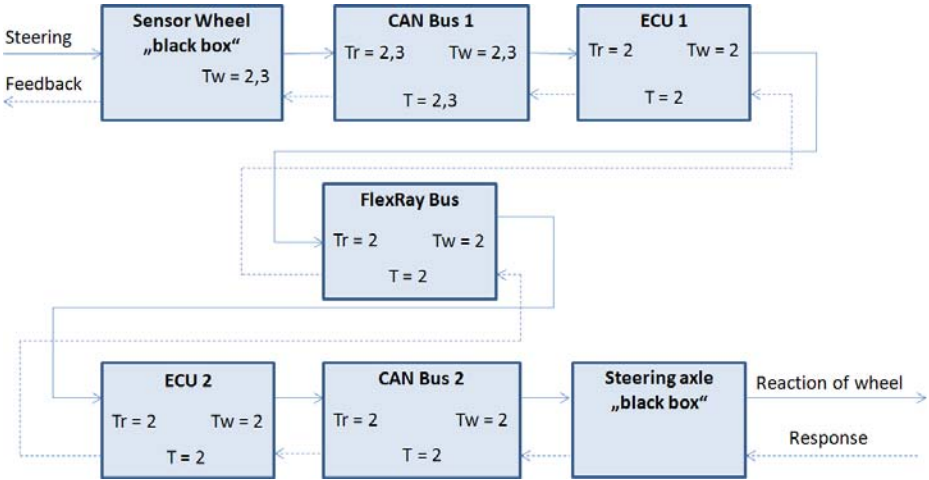 Steering
Feedback
Sensor Wheel
„black box“
Tw = 2,3
CAN Bus 1
Tr = 2,3 Tw = 2,3
T = 2,3
ECU 1
Tr = 2 Tw = 2
T = 2
FlexRay Bus
Tr = 2 Tw = 2
T = 2
ECU 2
Tr = 2 Tw = 2
T = 2
CAN Bus 2
Tr = 2 Tw = 2
T = 2
Steering axle
„black box“
Reaction of wheel
Response